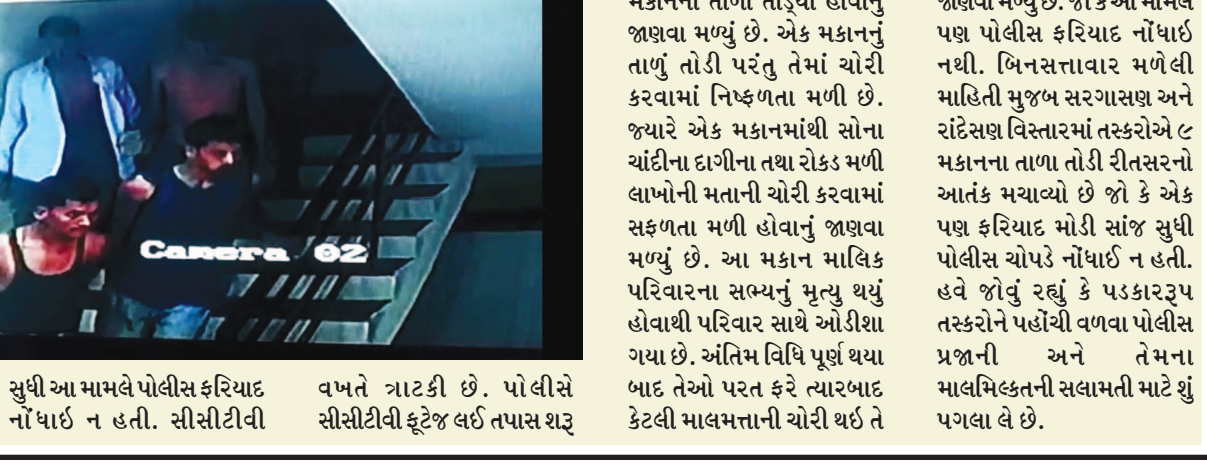 Camera 02
સુધી આ મામલે પોલીસ ફરિયાદ
નોંધાઇ ન હતી. સીસીટીવી
વખતે ત્રાટકી છે. પોલીસે
સીસીટીવી ફૂટેજ લઈ તપાસ શરૂ
મકાનના તાળા તોડ્યા હોવાનું
જાણવા મળ્યું છે. એક મકાનનું
તાળું તોડી પરંતુ તેમાં ચોરી
કરવામાં નિષ્ફળતા મળી છે.
જ્યારે એક મકાનમાંથી સોના
ચાંદીના દાગીના તથા રોકડ મળી
લાખોની મતાની ચોરી કરવામાં
સફળતા મળી હોવાનું જાણવા
મળ્યું છે. આ મકાન માલિક
પરિવારના સભ્યનું મૃત્યુ થયું
હોવાથી પરિવાર સાથે ઓડીશા
ગયા છે. અંતિમ વિધિ પૂર્ણ થયા
બાદ તેઓ પરત ફરે ત્યારબાદ
કેટલી માલમત્તાની ચોરી થઇ તે
જાણવા મળ્યું છે. જો કે આ મામલે
પણ પોલીસ ફરિયાદ નોંધાઇ
નથી. બિનસત્તાવાર મળેલી
માહિતી મુજબ સરગાસણ અને
રાંદેસણ વિસ્તારમાં તસ્કરોએ ૯
મકાનના તાળા તોડી રીતસરનો
આતંક મચાવ્યો છે જો કે એક
પણ ફરિયાદ મોડી સાંજ સુધી
પોલીસ ચોપડે નોંધાઈ ન હતી.
હવે જોવું રહ્યું કે પડકારરૂપ
તસ્કરોને પહોંચી વળવા પોલીસ
પ્રજાની અને તેમના
માલમિલ્કતની સલામતી માટે શું
પગલા લે છે.